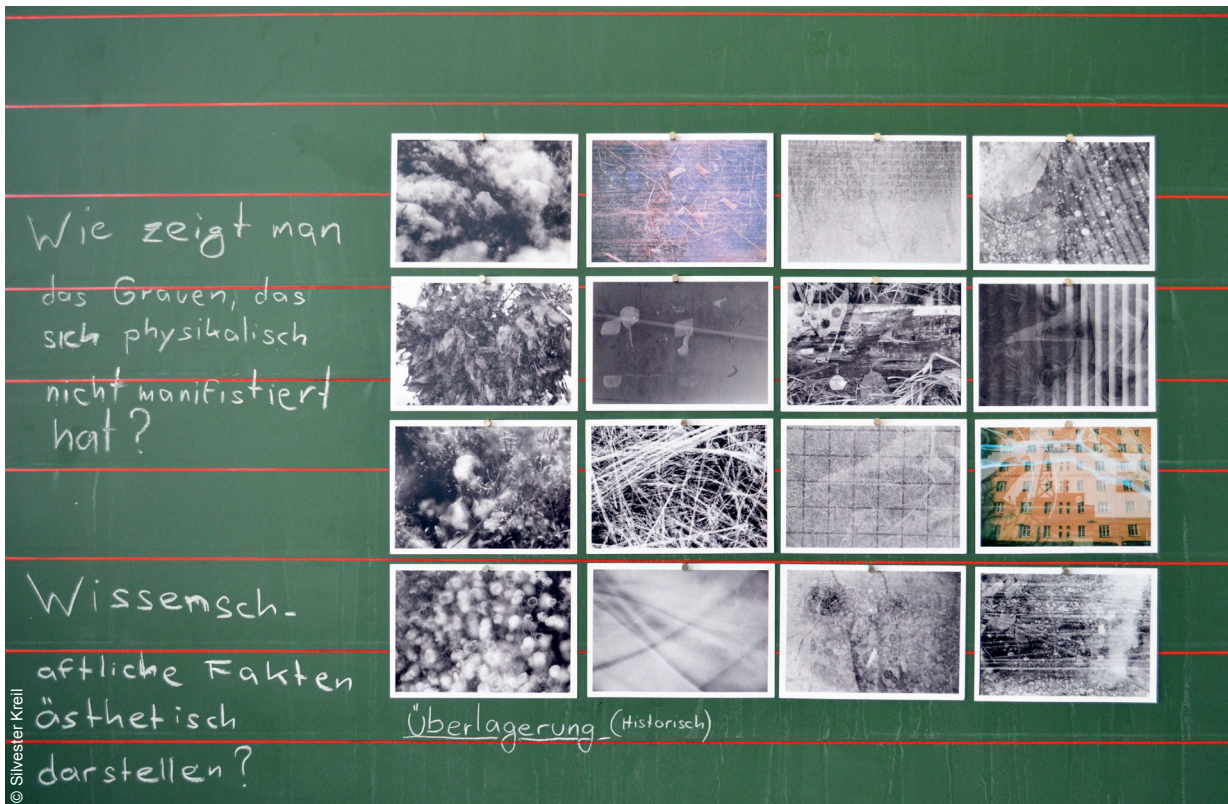 Wie zeigt man
das Grauen, das
sich physikalisch
nicht manifistiert
hat?
Wissensch-
aftliche Fakten
ästhetisch
darstellen?
Überlagerung (Historisch)
© Silvester Kreil